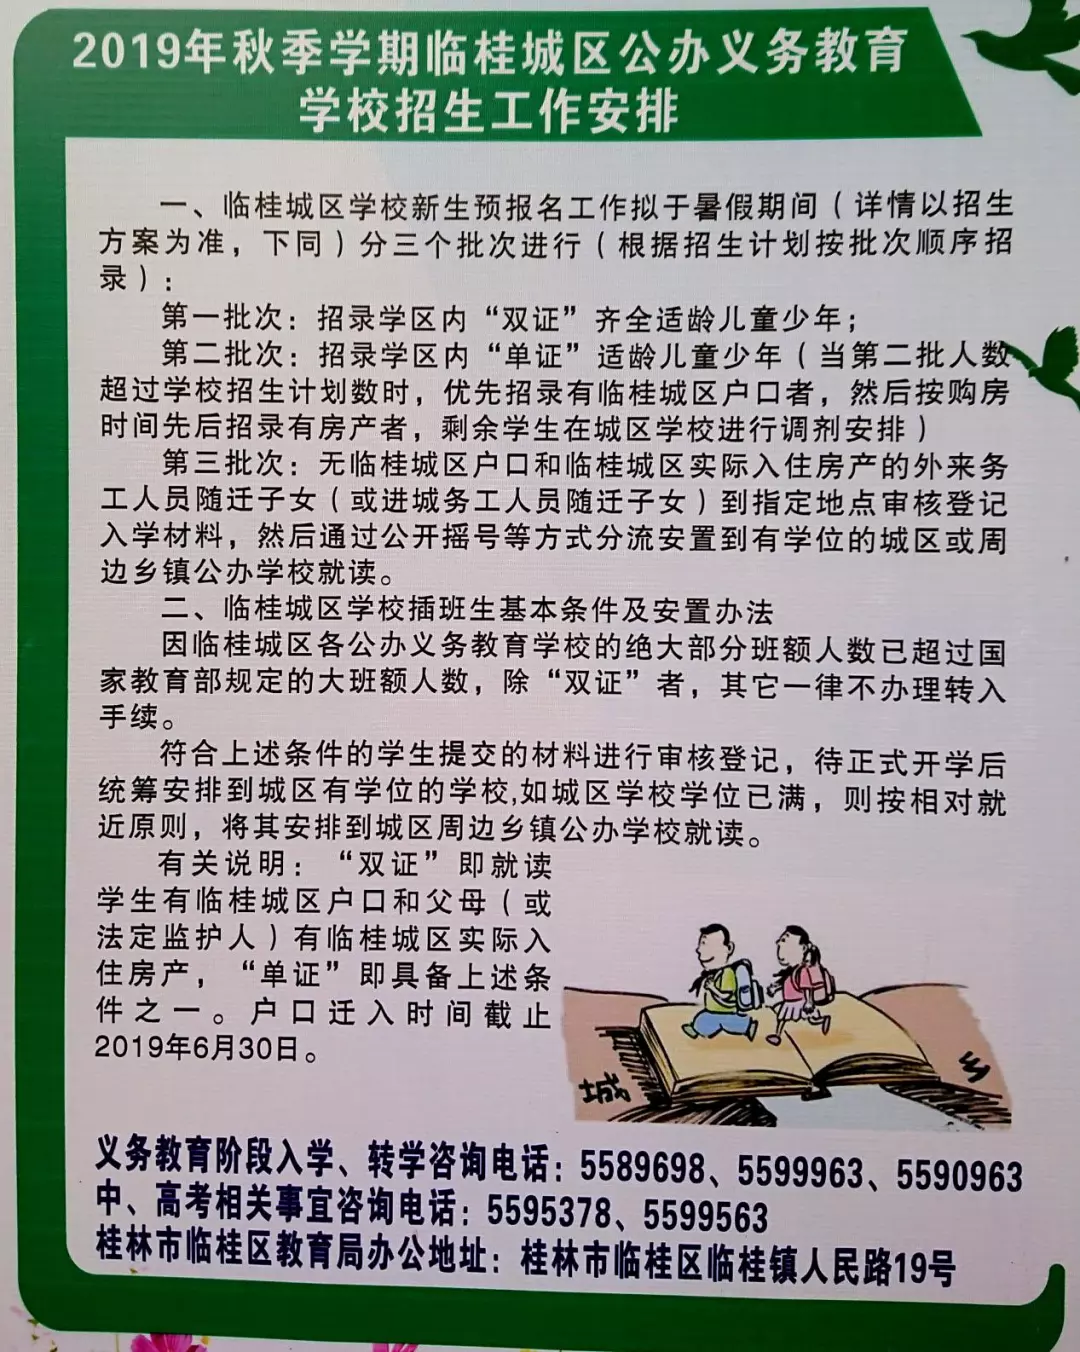 2019年秋季学期临桂城区公办义务教育
学校招生工作安排
一、临桂城区学校新生预报名工作拟于暑假期间（详情以招生
方案为准，下同）分三个批次进行（根据招生计划按批次顺序招
录）：
第一批次：招录学区内“双证”齐全适龄儿童少年；
第二批次：招录学区内“单证”适龄儿童少年（当第二批人数
超过学校招生计划数时，优先招录有临桂城区户口者，然后按购房
时间先后招录有房产者，剩余学生在城区学校进行调剂安排）
第三批次：无临桂城区户口和临桂城区实际入住房产的外来务
工人员随迁子女（或进城务工人员随迁子女）到指定地点审核登记
入学材料，然后通过公开摇号等方式分流安置到有学位的城区或周
边乡镇公办学校就读。
二、临桂城区学校插班生基本条件及安置办法
因临桂城区各公办义务教育学校的绝大部分班额人数已超过国
家教育部规定的大班额人数，除“双证”者，其它一律不办理转入
手续。
符合上述条件的学生提交的材料进行审核登记，待正式开学后
统筹安排到城区有学位的学校,如城区学校学位已满，则按相对就
近原则，将其安排到城区周边乡镇公办学校就读。
有关说明：“双证”即就读
学生有临桂城区户口和父母（或
法定监护人）有临桂城区实际入
住房产，“单证”即具备上述条
件之一。户口迁入时间截止
2019年6月30日。
城
乡
义务教育阶段入学、转学咨询电话：5589698、5599963、5590963
中、高考相关事宜咨询电话：5595378、5599563
桂林市临桂区教育局办公地址：桂林市临桂区临桂镇人民路19号